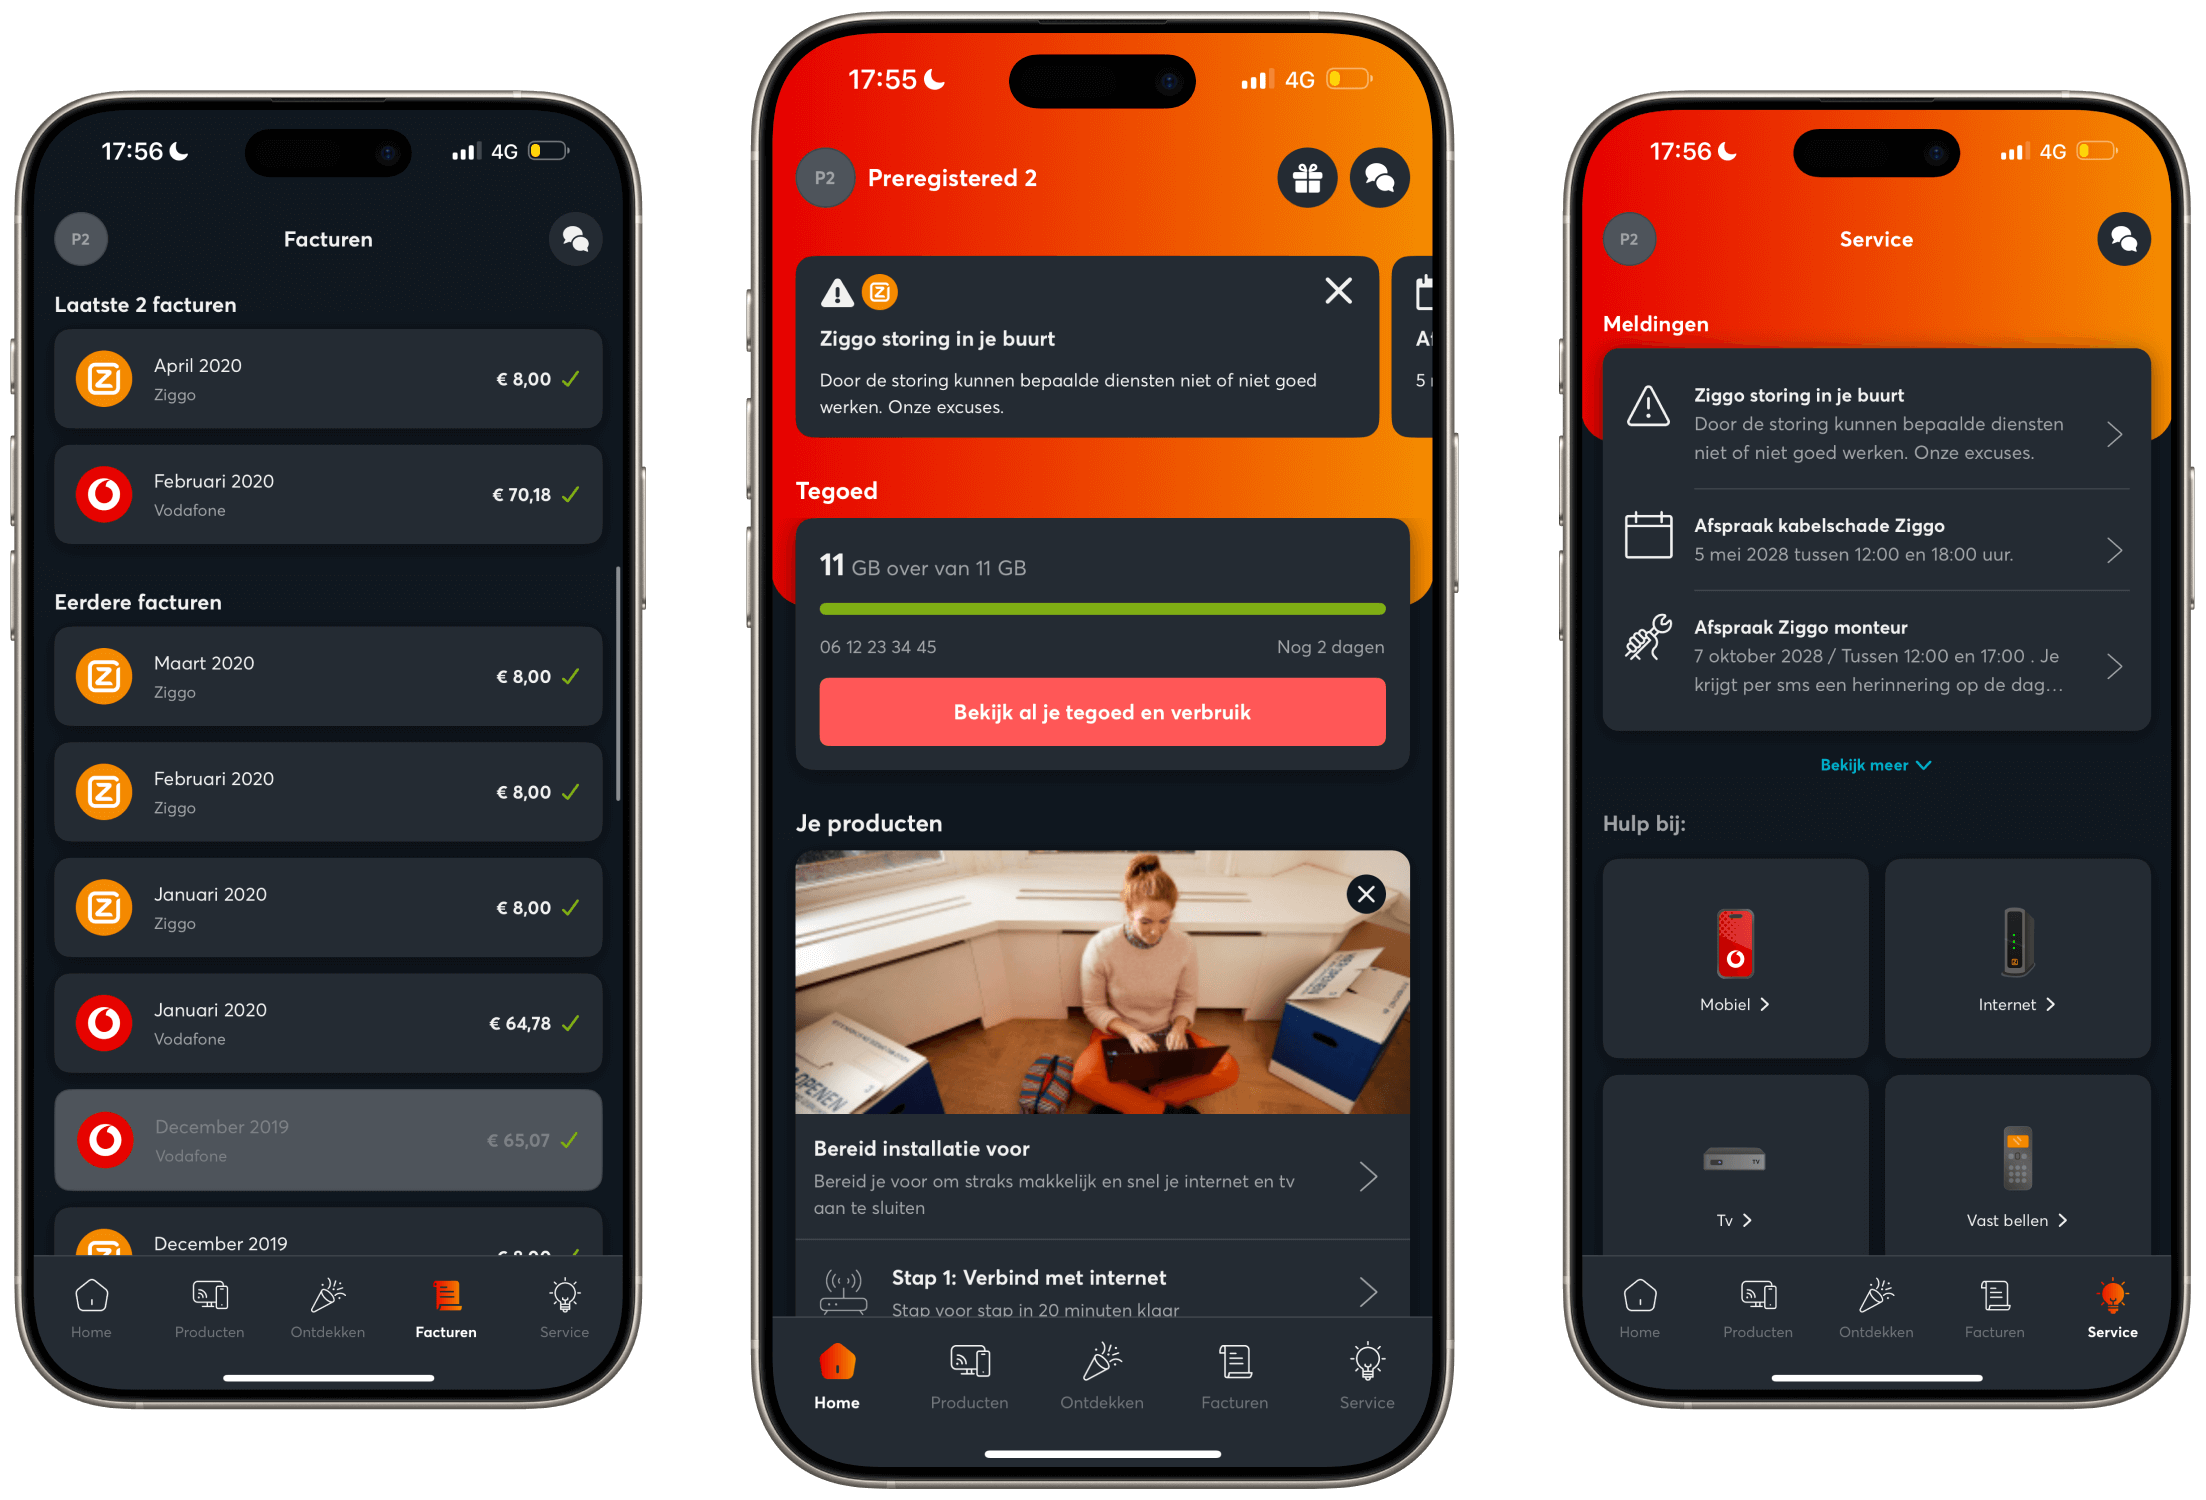 17:56
4G
P2
Facturen
Laatste 2 facturen
April 2020
Ziggo
€ 8,00
Februari 2020
Vodafone
€ 70,18
Eerdere facturen
Maart 2020
Ziggo
€ 8,00
Februari 2020
Ziggo
€ 8,00
Januari 2020
Ziggo
€ 8,00
Januari 2020
Vodafone
€ 64,78
December 2019
Vodafone
€ 65,07
December 2019
€ 8,00
Home
Producten
Ontdekken
Facturen
Service
17:55
4G
P2
Preregistered 2
Ziggo storing in je buurt
Door de storing kunnen bepaalde diensten niet of niet goed
werken. Onze excuses.
5
Tegoed
11 GB over van 11 GB
06 12 23 34 45
Nog 2 dagen
Bekijk al je tegoed en verbruik
Je producten
OPENEN
Bereid installatie voor
Bereid je voor om straks makkelijk en snel je internet en tv
aan te sluiten
Stap 1: Verbind met internet
Stap voor stap in 20 minuten klaar
Home
Producten
Ontdekken
Facturen
Service
17:56
4G
P2
Service
Meldingen
Ziggo storing in je buurt
Door de storing kunnen bepaalde diensten
niet of niet goed werken. Onze excuses.
Afspraak kabelschade Ziggo
5 mei 2028 tussen 12:00 en 18:00 uur.
Afspraak Ziggo monteur
7 oktober 2028 / Tussen 12:00 en 17:00 . Je
krijgt per sms een herinnering op de dag...
Bekijk meer
Hulp bij:
Mobiel
Internet
TV
Tv
Vast bellen
Home
Producten
Ontdekken
Facturen
Service